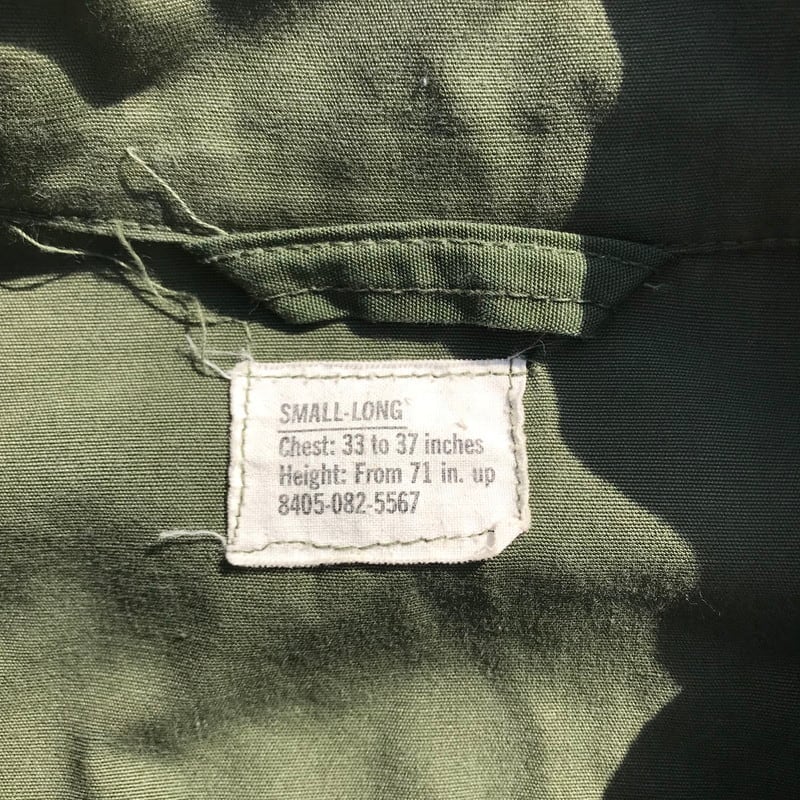 SMALL-LONG
Chest: 33 to 37 inches
Height: From 71 in. up
8405-082-5567